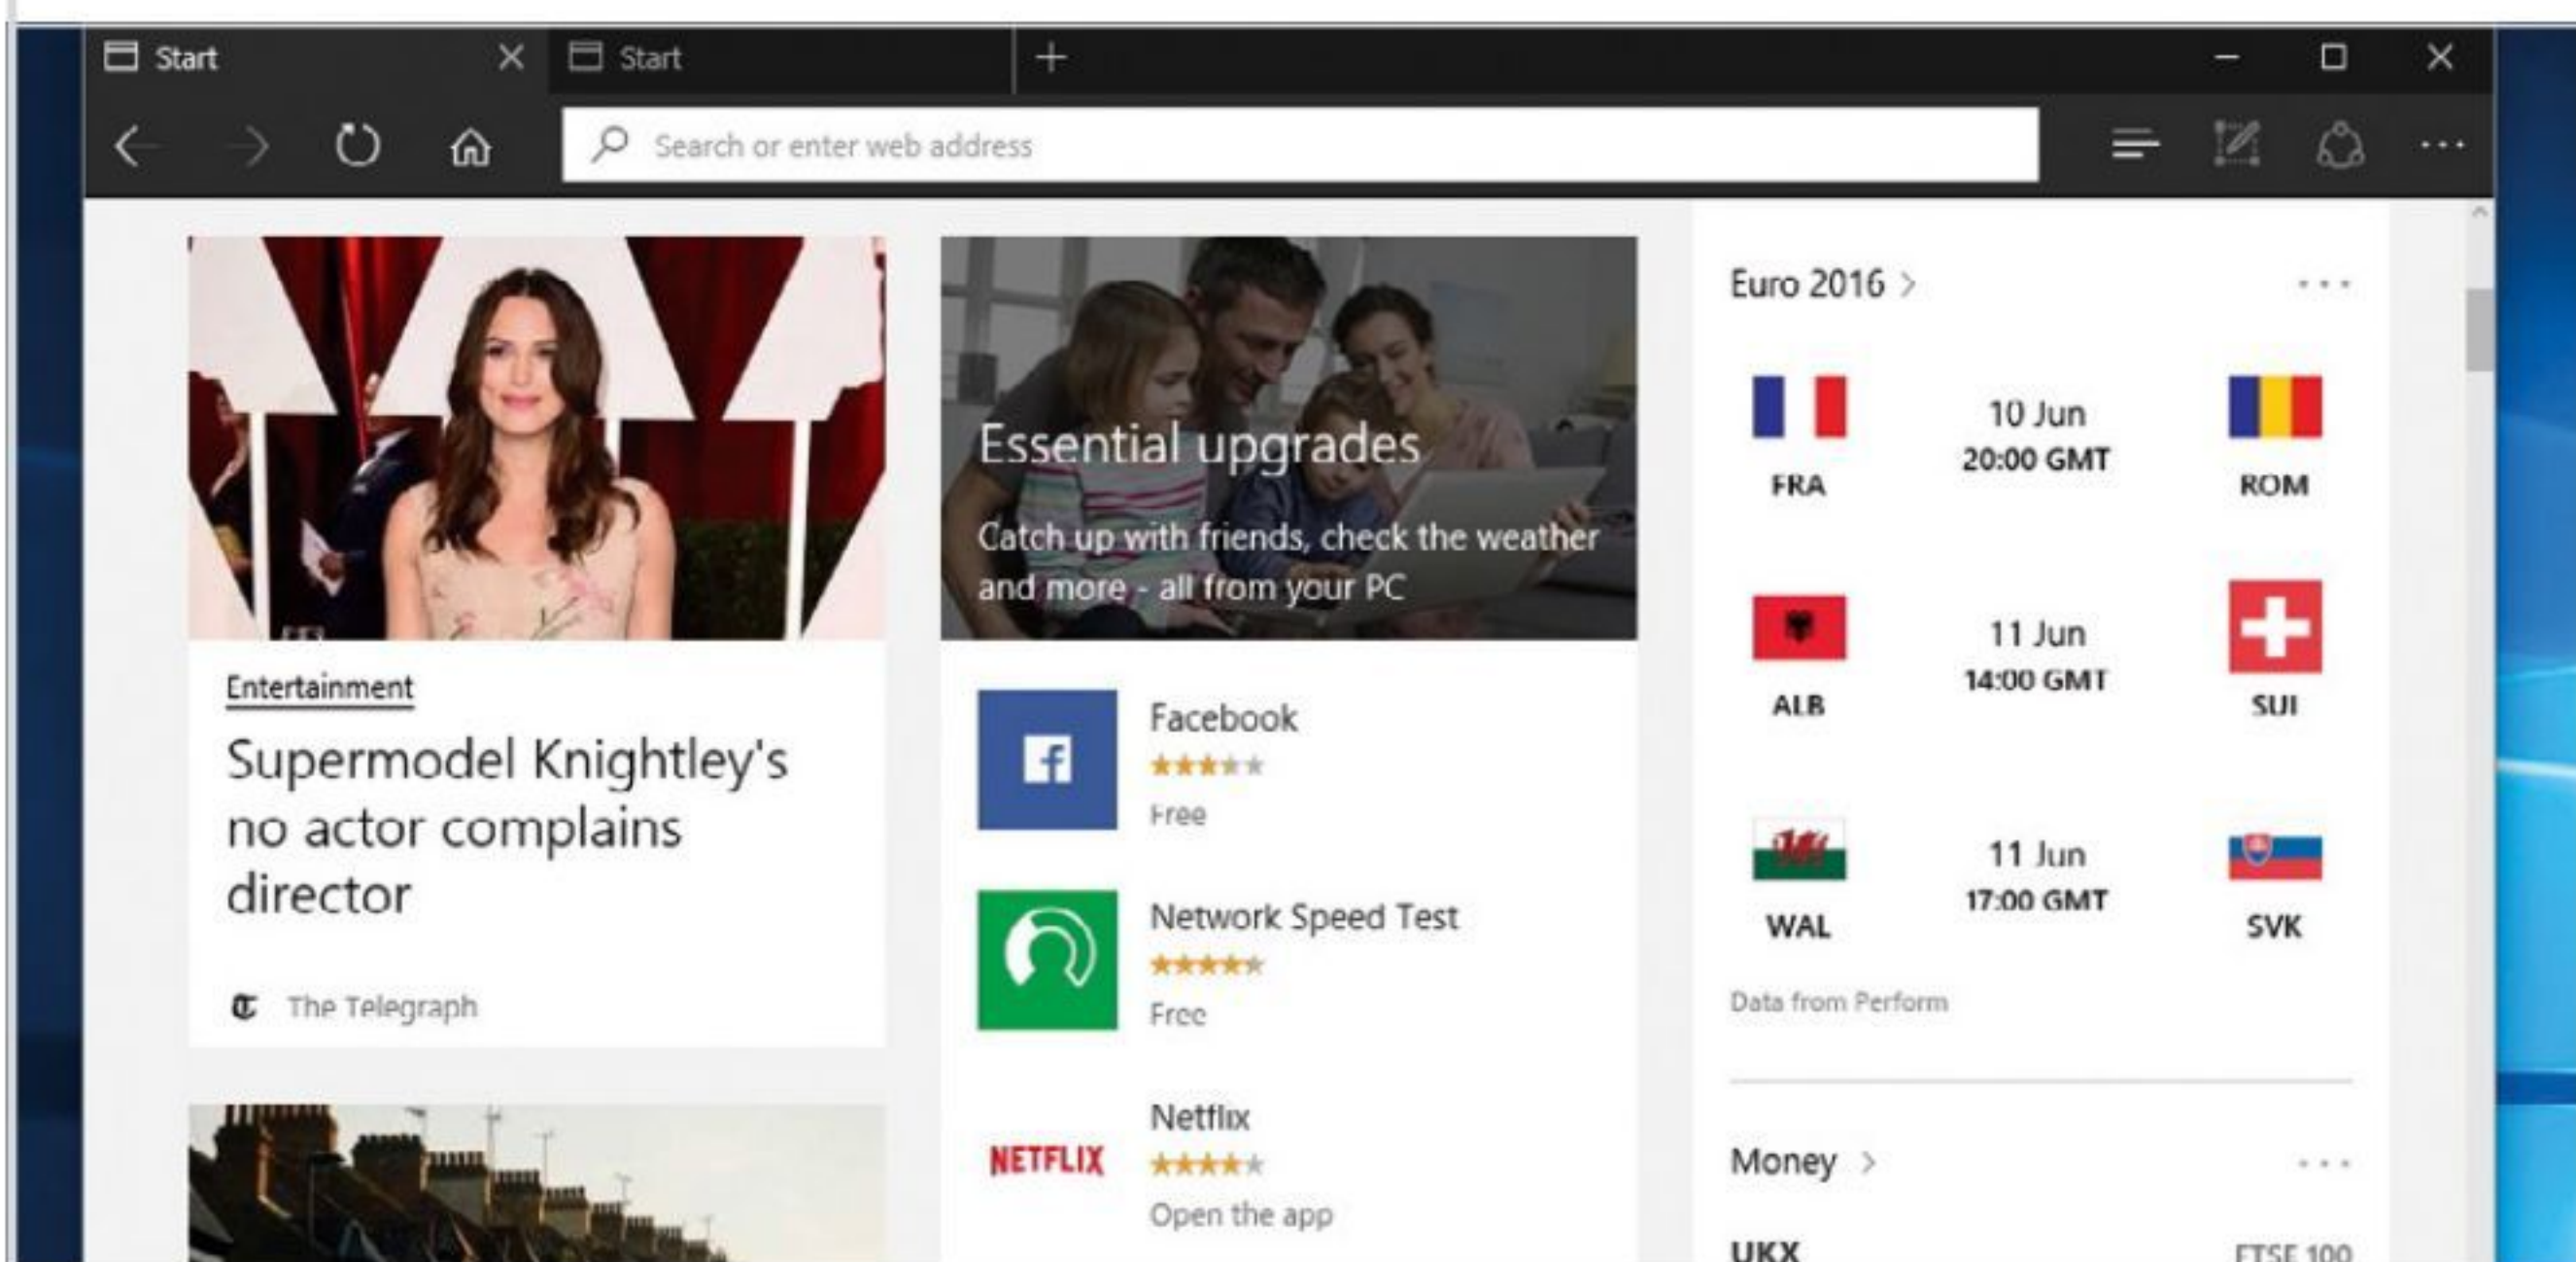 Start
Start
Search or enter web address
Entertainment
Supermodel Knightley's
no actor complains
director
The Telegraph
Essential upgrades
Catch up with friends, check the weather
and more - all from your PC
Facebook
Free
Network Speed Test
Free
NETFLIX
Netflix
Open the app
Euro 2016
10 Jun
20:00 GMT
FRA
ROM
11 Jun
14:00 GMT
ALB
SUI
11 Jun
17:00 GMT
WAL
SVK
Data from Perform
Money
UKX
FTSE 100